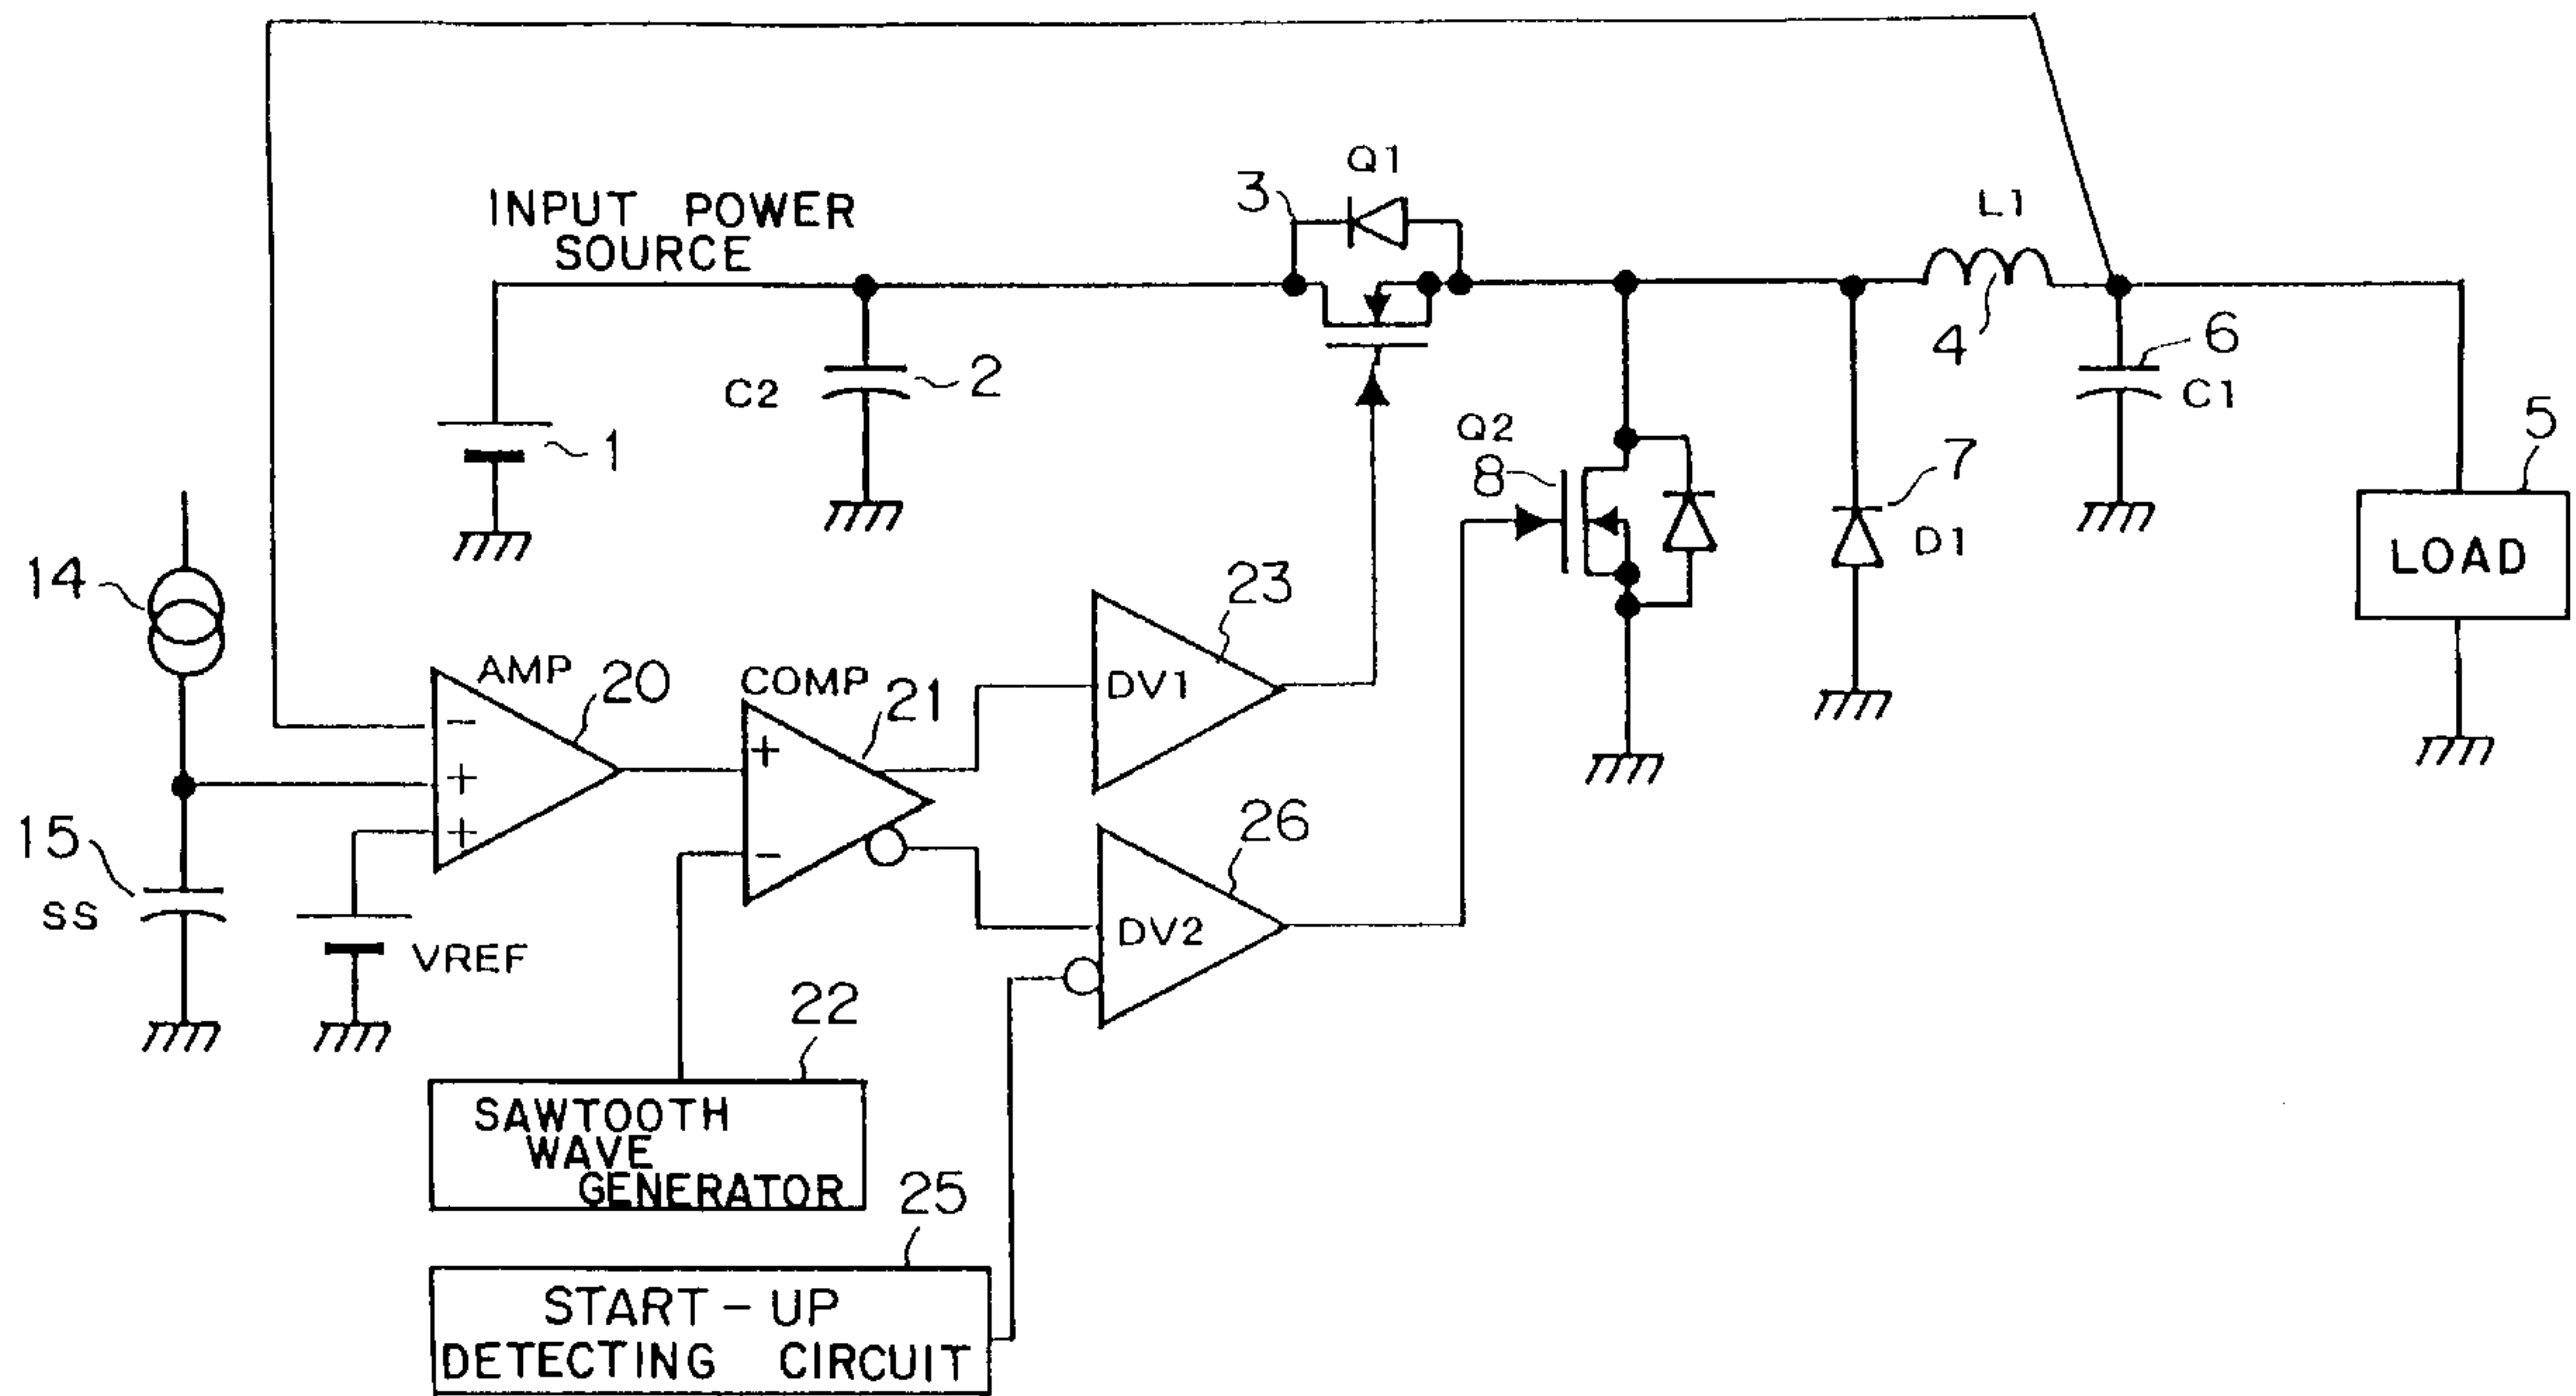 Q1
3
L1
INPUT POWER
SOURCE
4
6
C2
2
C1
1
Q2
8
7
5
D1
LOAD
14
23
AMP
20
COMP
21
DV1
-
+
+
+
-
15
SS
26
DV2
VREF
22
SAWTOOTH
WAVE
GENERATOR
25
START-UP
DETECTING CIRCUIT